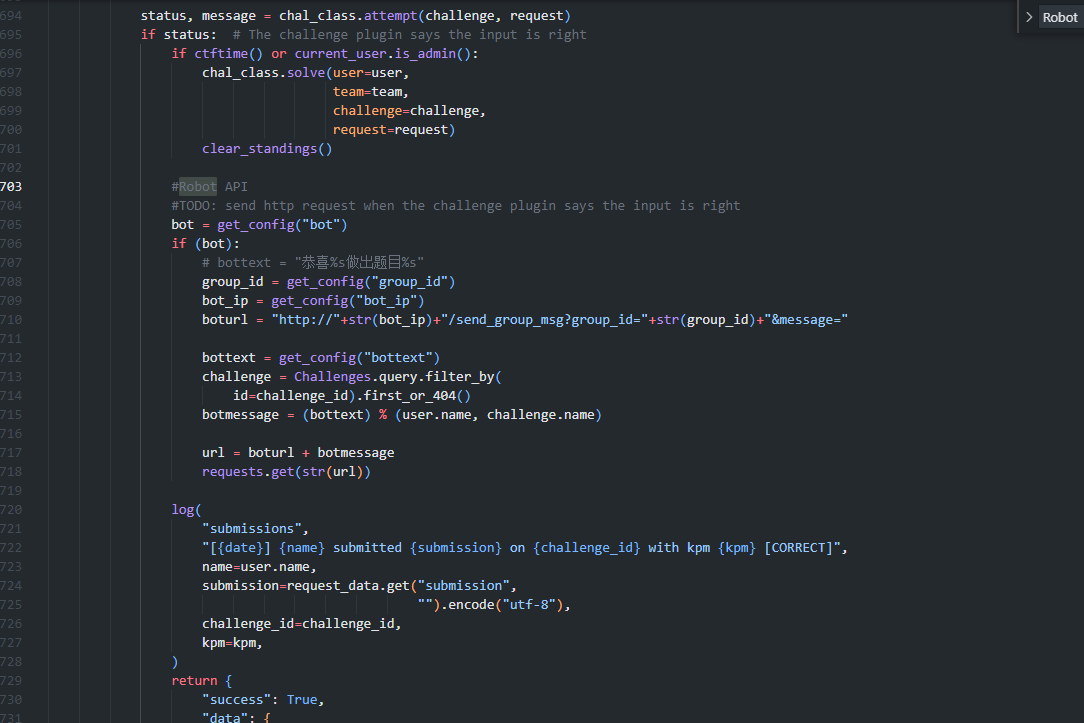 694 status, message = chal_class.attempt(challenge, request)
695 if status:  # The challenge plugin says the input is right
696 if ctftime() or current_user.is_admin():
697 chal_class.solve(user=user,
698 team=team,
699 challenge=challenge,
700 request=request)
701 clear_standings()
702
703 #Robot API
704 #TODO: send http request when the challenge plugin says the input is right
705 bot = get_config("bot")
706 if (bot):
707 # bottext = "恭喜%s做出题目%s"
708 group_id = get_config("group_id")
709 bot_ip = get_config("bot_ip")
710 boturl = "http://"+str(bot_ip)+"/send_group_msg?group_id="+str(group_id)+"&message="
711
712 bottext = get_config("bottext")
713 challenge = Challenges.query.filter_by(
714 id=challenge_id).first_or_404()
715 botmessage = (bottext) % (user.name, challenge.name)
716
717 url = boturl + botmessage
718 requests.get(str(url))
719
720 log(
721 "submissions",
722 "[{date}] {name} submitted {submission} on {challenge_id} with kpm {kpm} [CORRECT]",
723 name=user.name,
724 submission=request_data.get("submission",
725 "").encode("utf-8"),
726 challenge_id=challenge_id,
727 kpm=kpm,
728 )
729 return {
730 "success": True,
731 "data": {
Robot